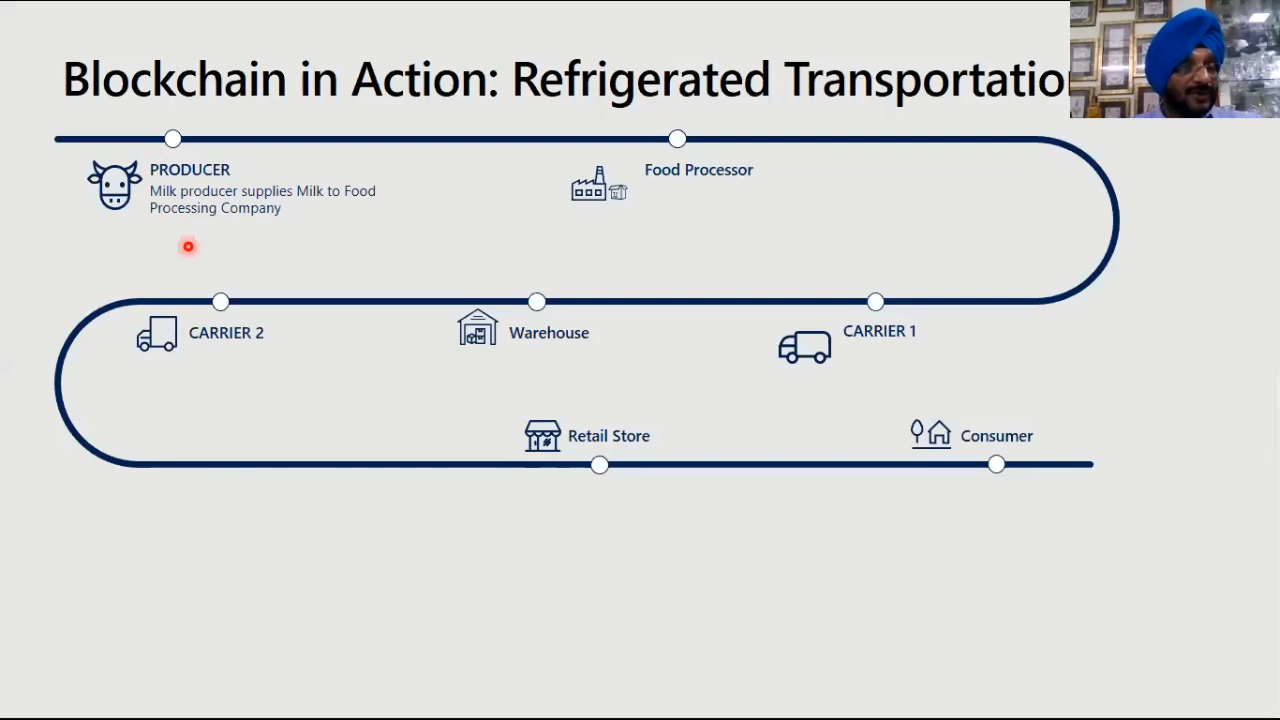 Blockchain in Action: Refrigerated Transportation
PRODUCER
Milk producer supplies Milk to Food
Processing Company
Food Processor
CARRIER 2
Warehouse
CARRIER 1
Retail Store
Consumer